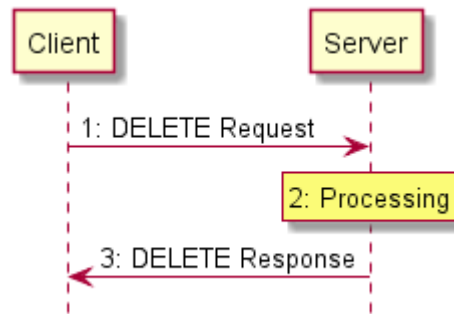 Client
Server
1: DELETE Request
2: Processing
3: DELETE Response